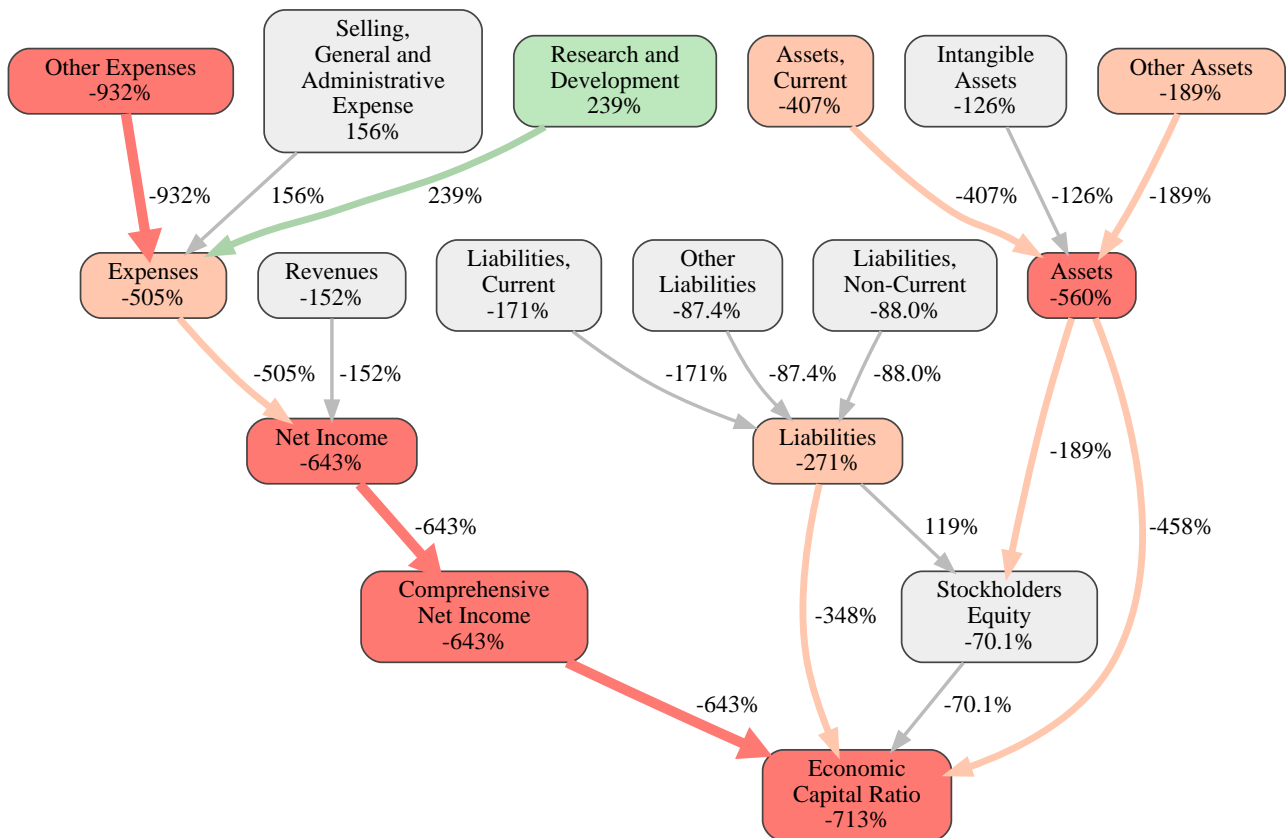 Other Expenses
-932%
Selling,
General and
Administrative
Expense
156%
Research and
Development
239%
Assets,
Current
-407%
Intangible
Assets
-126%
Other Assets
-189%
-932%
156%
239%
-407%
-126%
-189%
Expenses
-505%
Revenues
-152%
Liabilities,
Current
-171%
Other
Liabilities
-87.4%
Liabilities,
Non-Current
-88.0%
Assets
-560%
-505%
-152%
-171%
-87.4%
-88.0%
Net Income
-643%
Liabilities
-271%
-189%
-643%
119%
-458%
Comprehensive
Net Income
-643%
-348%
Stockholders
Equity
-70.1%
-643%
-70.1%
Economic
Capital Ratio
-713%